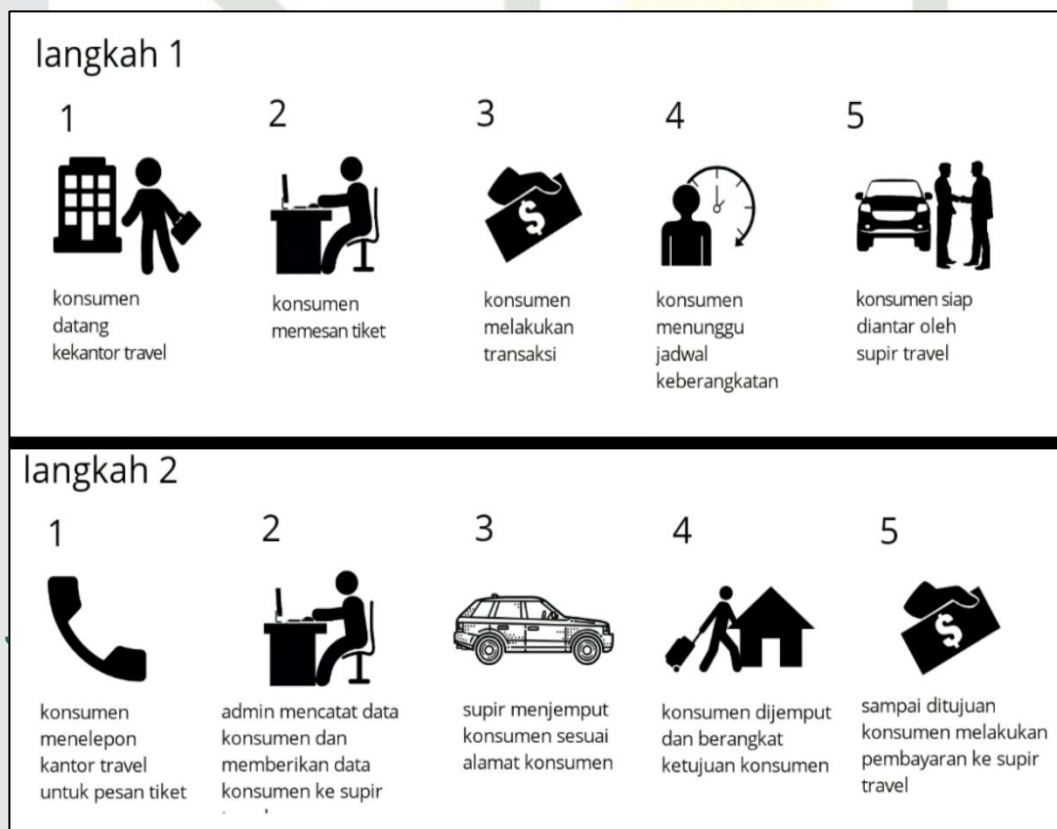 langkah 1
1
2
3
4
5
konsumen
datang
kekantor travel
konsumen
memesan tiket
konsumen
melakukan
transaksi
konsumen
menunggu
jadwal
keberangkatan
konsumen siap
diantar oleh
supir travel
langkah 2
1
2
3
4
5
konsumen
menelepon
kantor travel
untuk pesan tiket
admin mencatat data
konsumen dan
memberikan data
konsumen ke supir
supir menjemput
konsumen sesuai
alamat konsumen
konsumen dijemput
dan berangkat
ketujuan konsumen
sampai ditujuan
konsumen melakukan
pembayaran ke supir
travel